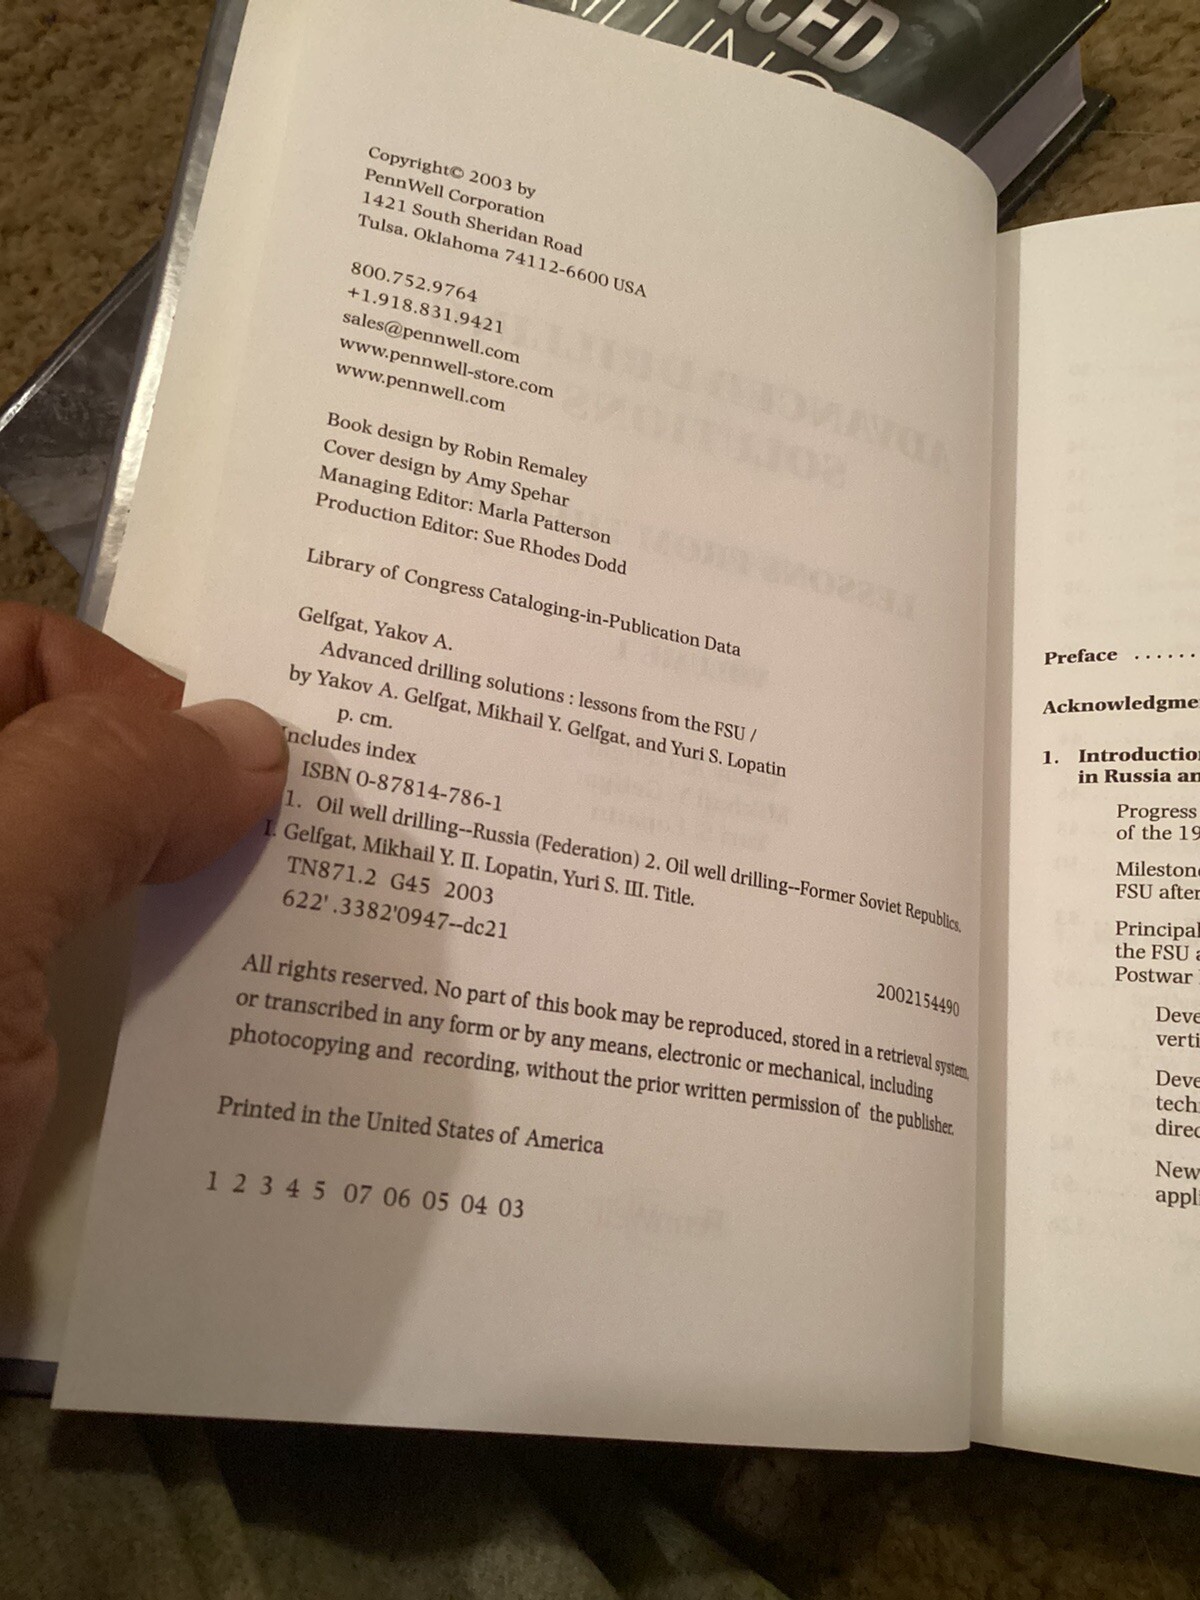 Copyright© 2003 by
PennWell Corporation
1421 South Sheridan Road
Tulsa, Oklahoma 74112-6600 USA
800.752.9764
+1.918.831.9421
sales@pennwell.com
www.pennwell-store.com
www.pennwell.com
Book design by Robin Remaley
Cover design by Amy Spehar
Managing Editor: Marla Patterson
Production Editor: Sue Rhodes Dodd
Library of Congress Cataloging-in-Publication Data
Gelfgat, Yakov A.
Advanced drilling solutions : lessons from the FSU /
by Yakov A. Gelfgat, Mikhail Y. Gelfgat, and Yuri S. Lopatin
p. cm.
Includes index
ISBN 0-87814-786-1
1. Oil well drilling--Russia (Federation) 2. Oil well drilling--Former Soviet Republics.
I. Gelfgat, Mikhail Y. II. Lopatin, Yuri S. III. Title.
TN871.2 G45 2003
622'.3382'0947--dc21
2002154490
All rights reserved. No part of this book may be reproduced, stored in a retrieval system,
or transcribed in any form or by any means, electronic or mechanical, including
photocopying and recording, without the prior written permission of the publisher.
Printed in the United States of America
1 2 3 4 5 07 06 05 04 03
Preface ......
Acknowledgme
1. Introduction
in Russia an
Progress
of the 19
Milestone
FSU after
Principal
the FSU a
Postwar
Deve
verti
Deve
tech
direc
New
appl